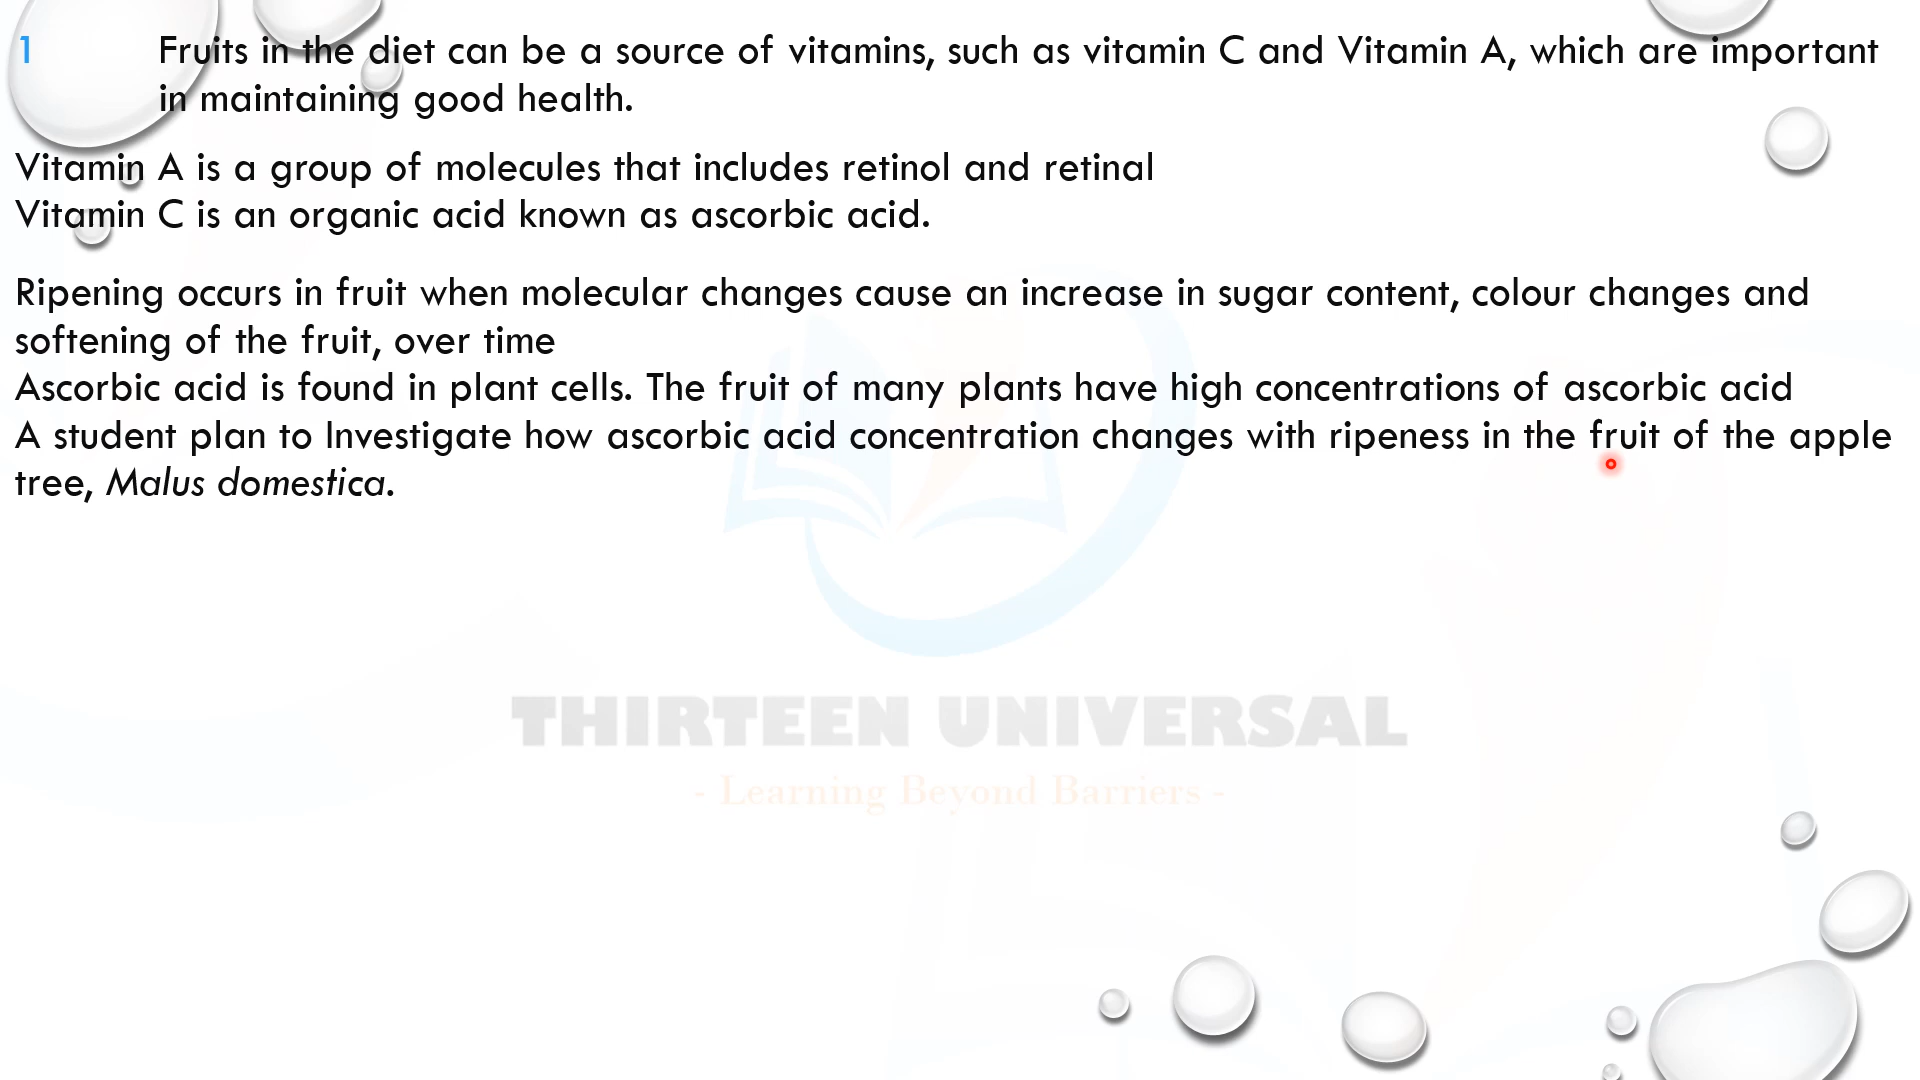 1 Fruits in the diet can be a source of vitamins, such as vitamin C and Vitamin A, which are important
in maintaining good health.
Vitamin A is a group of molecules that includes retinol and retinal
Vitamin C is an organic acid known as ascorbic acid.
Ripening occurs in fruit when molecular changes cause an increase in sugar content, colour changes and
softening of the fruit, over time
Ascorbic acid is found in plant cells. The fruit of many plants have high concentrations of ascorbic acid
A student plan to Investigate how ascorbic acid concentration changes with ripeness in the fruit of the apple
tree, Malus domestica.
THIRTEEN UNIVERSAL
- Learning Beyond Barriers -